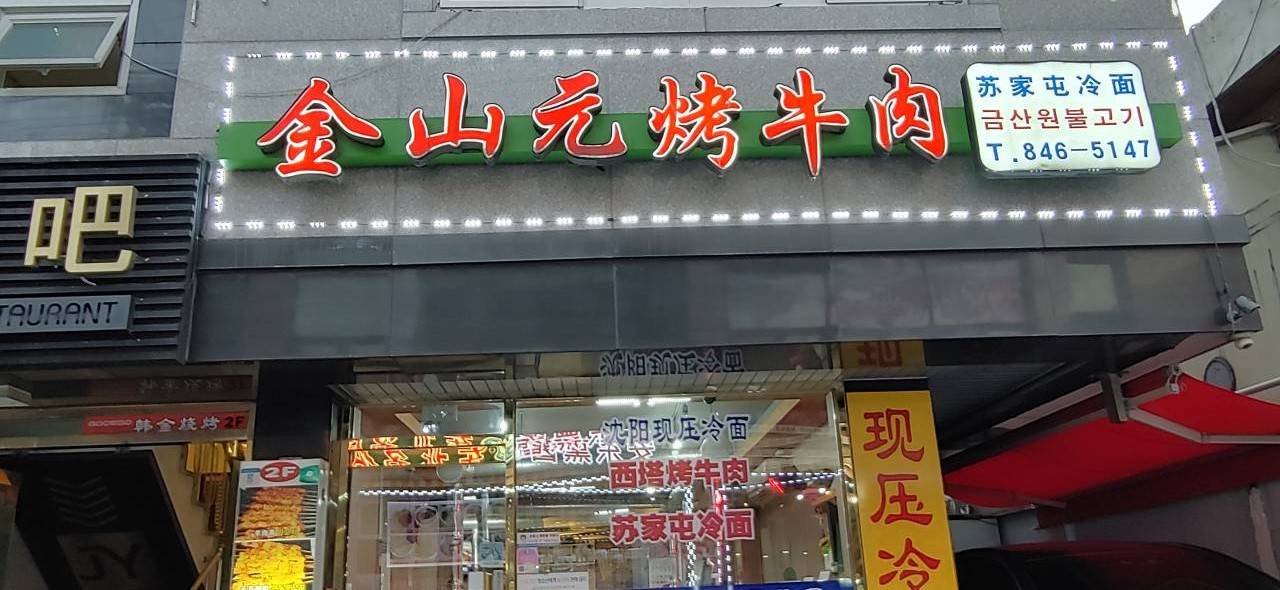 金山元烤牛肉
苏家屯冷面
금산원불고기
T.846-5147
吧
TAURANT
韩金烧烤2F
2F
沈阳现压冷面
西塔烤牛肉
苏家屯冷面
现压冷